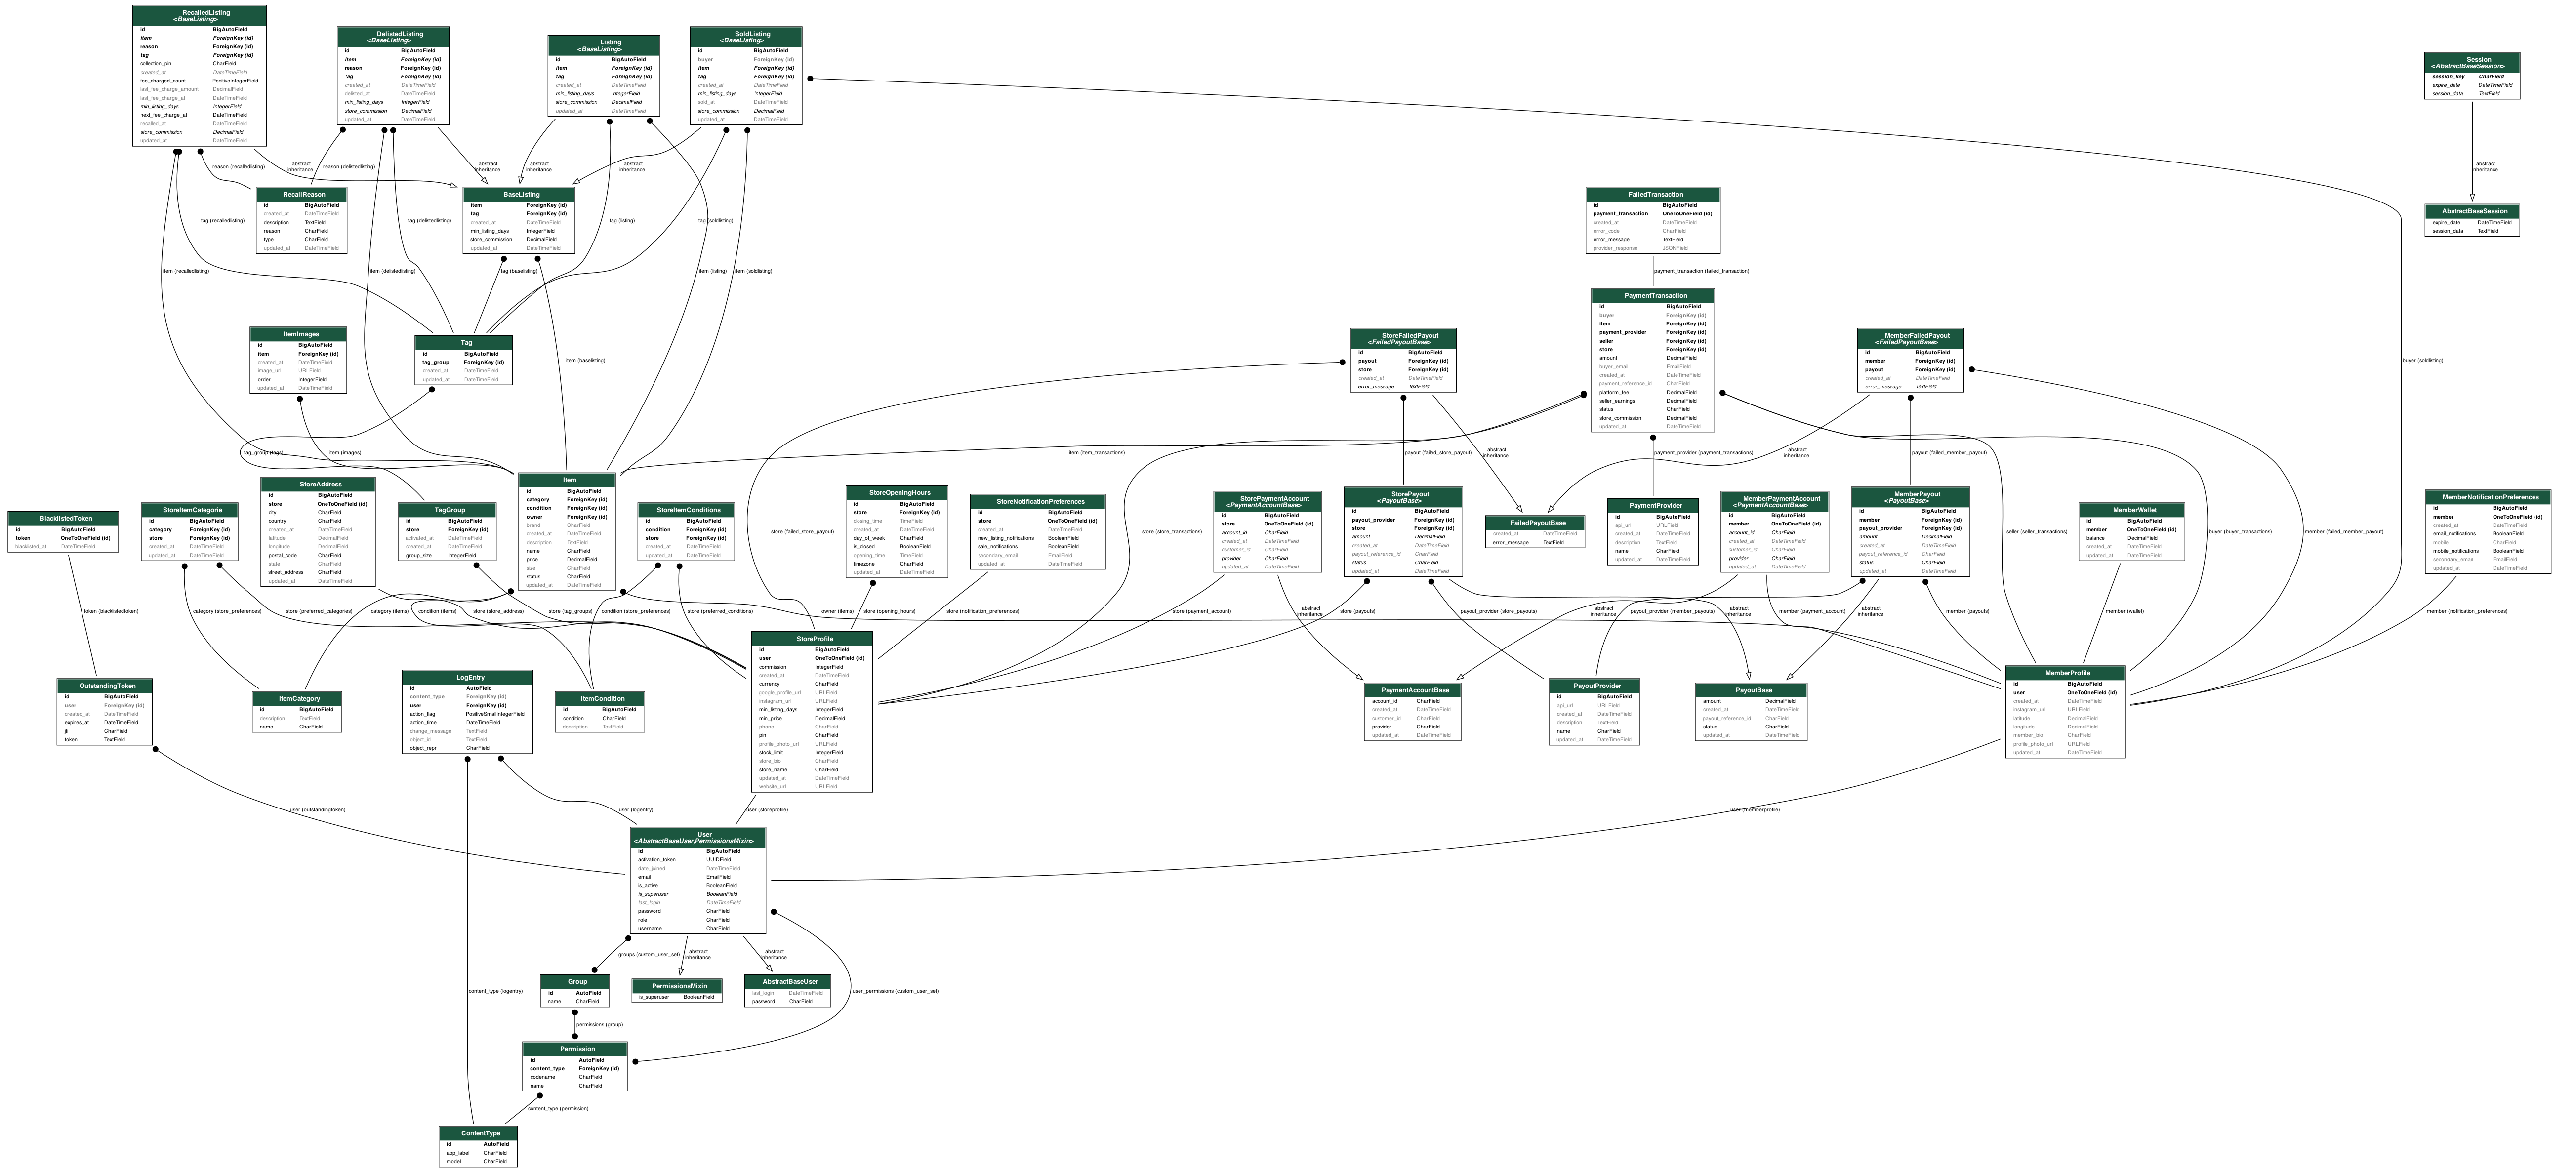 RecalledListing
<BaseListing>
id BigAutoField
item ForeignKey (id)
reason ForeignKey (id)
tag ForeignKey (id)
collection_pin CharField
created_at DateTimeField
fee_charged_count PositiveIntegerField
last_fee_charge_amount DecimalField
last_fee_charge_at DateTimeField
min_listing_days IntegerField
next_fee_charge_at DateTimeField
recalled_at DateTimeField
store_commission DecimalField
updated_at DateTimeField
DelistedListing
<BaseListing>
id BigAutoField
item ForeignKey (id)
reason ForeignKey (id)
tag ForeignKey (id)
created_at DateTimeField
delisted_at DateTimeField
min_listing_days IntegerField
store_commission DecimalField
updated_at DateTimeField
Listing
<BaseListing>
id BigAutoField
item ForeignKey (id)
tag ForeignKey (id)
created_at DateTimeField
min_listing_days IntegerField
store_commission DecimalField
updated_at DateTimeField
SoldListing
<BaseListing>
id BigAutoField
buyer ForeignKey (id)
item ForeignKey (id)
tag ForeignKey (id)
created_at DateTimeField
min_listing_days IntegerField
sold_at DateTimeField
store_commission DecimalField
updated_at DateTimeField
Session
<AbstractBaseSession>
session_key CharField
expire_date DateTimeField
session_data TextField
reason (recalledlisting)
abstract
inheritance
reason (delistedlisting)
abstract
inheritance
abstract
inheritance
abstract
inheritance
abstract
inheritance
RecallReason
id BigAutoField
created_at DateTimeField
description TextField
reason CharField
type CharField
updated_at DateTimeField
BaseListing
item ForeignKey (id)
tag ForeignKey (id)
created_at DateTimeField
min_listing_days IntegerField
store_commission DecimalField
updated_at DateTimeField
FailedTransaction
id BigAutoField
payment_transaction OneToOneField (id)
created_at DateTimeField
error_code CharField
error_message TextField
provider_response JSONField
AbstractBaseSession
expire_date DateTimeField
session_data TextField
tag (recalledlisting)
tag (delistedlisting)
tag (listing)
tag (soldlisting)
item (recalledlisting)
item (delistedlisting)
tag (baselisting)
item (listing)
item (soldlisting)
payment_transaction (failed_transaction)
ItemImages
id BigAutoField
item ForeignKey (id)
created_at DateTimeField
image_url URLField
order IntegerField
updated_at DateTimeField
Tag
id BigAutoField
tag_group ForeignKey (id)
created_at DateTimeField
updated_at DateTimeField
item (baselisting)
StoreFailedPayout
<FailedPayoutBase>
id BigAutoField
payout ForeignKey (id)
store ForeignKey (id)
created_at DateTimeField
error_message TextField
PaymentTransaction
id BigAutoField
buyer ForeignKey (id)
item ForeignKey (id)
payment_provider ForeignKey (id)
seller ForeignKey (id)
store ForeignKey (id)
amount DecimalField
buyer_email EmailField
created_at DateTimeField
payment_reference_id CharField
platform_fee DecimalField
seller_earnings DecimalField
status CharField
store_commission DecimalField
updated_at DateTimeField
MemberFailedPayout
<FailedPayoutBase>
id BigAutoField
member ForeignKey (id)
payout ForeignKey (id)
created_at DateTimeField
error_message TextField
buyer (soldlisting)
tag_group (tags)
item (images)
item (item_transactions)
payout (failed_store_payout)
abstract
inheritance
payment_provider (payment_transactions)
abstract
inheritance
payout (failed_member_payout)
BlacklistedToken
id BigAutoField
token OneToOneField (id)
blacklisted_at DateTimeField
StoreItemCategorie
id BigAutoField
category ForeignKey (id)
store ForeignKey (id)
created_at DateTimeField
updated_at DateTimeField
StoreAddress
id BigAutoField
store OneToOneField (id)
city CharField
country CharField
created_at DateTimeField
latitude DecimalField
longitude DecimalField
postal_code CharField
state CharField
street_address CharField
updated_at DateTimeField
TagGroup
id BigAutoField
store ForeignKey (id)
activated_at DateTimeField
created_at DateTimeField
group_size IntegerField
Item
id BigAutoField
category ForeignKey (id)
condition ForeignKey (id)
owner ForeignKey (id)
brand CharField
created_at DateTimeField
description TextField
name CharField
price DecimalField
size CharField
status CharField
updated_at DateTimeField
StoreItemConditions
id BigAutoField
condition ForeignKey (id)
store ForeignKey (id)
created_at DateTimeField
updated_at DateTimeField
StoreOpeningHours
id BigAutoField
store ForeignKey (id)
closing_time TimeField
created_at DateTimeField
day_of_week CharField
is_closed BooleanField
opening_time TimeField
timezone CharField
updated_at DateTimeField
StoreNotificationPreferences
id BigAutoField
store OneToOneField (id)
created_at DateTimeField
new_listing_notifications BooleanField
sale_notifications BooleanField
secondary_email EmailField
updated_at DateTimeField
store (failed_store_payout)
store (store_transactions)
StorePaymentAccount
<PaymentAccountBase>
id BigAutoField
store OneToOneField (id)
account_id CharField
created_at DateTimeField
customer_id CharField
provider CharField
updated_at DateTimeField
StorePayout
<PayoutBase>
id BigAutoField
payout_provider ForeignKey (id)
store ForeignKey (id)
amount DecimalField
created_at DateTimeField
payout_reference_id CharField
status CharField
updated_at DateTimeField
FailedPayoutBase
created_at DateTimeField
error_message TextField
PaymentProvider
id BigAutoField
api_url URLField
created_at DateTimeField
description TextField
name CharField
updated_at DateTimeField
MemberPaymentAccount
<PaymentAccountBase>
id BigAutoField
member OneToOneField (id)
account_id CharField
created_at DateTimeField
customer_id CharField
provider CharField
updated_at DateTimeField
MemberPayout
<PayoutBase>
id BigAutoField
member ForeignKey (id)
payout_provider ForeignKey (id)
amount DecimalField
created_at DateTimeField
payout_reference_id CharField
status CharField
updated_at DateTimeField
seller (seller_transactions)
MemberWallet
id BigAutoField
member OneToOneField (id)
balance DecimalField
created_at DateTimeField
updated_at DateTimeField
buyer (buyer_transactions)
member (failed_member_payout)
MemberNotificationPreferences
id BigAutoField
member OneToOneField (id)
created_at DateTimeField
email_notifications BooleanField
mobile CharField
mobile_notifications BooleanField
secondary_email EmailField
updated_at DateTimeField
token (blacklistedtoken)
category (store_preferences)
store (preferred_categories)
category (items)
condition (items)
store (store_address)
store (tag_groups)
condition (store_preferences)
store (preferred_conditions)
owner (items)
store (opening_hours)
store (notification_preferences)
store (payment_account)
abstract
inheritance
store (payouts)
payout_provider (store_payouts)
abstract
inheritance
payout_provider (member_payouts)
abstract
inheritance
member (payment_account)
abstract
inheritance
member (payouts)
member (wallet)
member (notification_preferences)
OutstandingToken
id BigAutoField
user ForeignKey (id)
created_at DateTimeField
expires_at DateTimeField
jti CharField
token TextField
ItemCategory
id BigAutoField
description TextField
name CharField
LogEntry
id AutoField
content_type ForeignKey (id)
user ForeignKey (id)
action_flag PositiveSmallIntegerField
action_time DateTimeField
change_message TextField
object_id TextField
object_repr CharField
ItemCondition
id BigAutoField
condition CharField
description TextField
StoreProfile
id BigAutoField
user OneToOneField (id)
commission IntegerField
created_at DateTimeField
currency CharField
google_profile_url URLField
instagram_url URLField
min_listing_days IntegerField
min_price DecimalField
phone CharField
pin CharField
profile_photo_url URLField
stock_limit IntegerField
store_bio CharField
store_name CharField
updated_at DateTimeField
website_url URLField
PaymentAccountBase
account_id CharField
created_at DateTimeField
customer_id CharField
provider CharField
updated_at DateTimeField
PayoutProvider
id BigAutoField
api_url URLField
created_at DateTimeField
description TextField
name CharField
updated_at DateTimeField
PayoutBase
amount DecimalField
created_at DateTimeField
payout_reference_id CharField
status CharField
updated_at DateTimeField
MemberProfile
id BigAutoField
user OneToOneField (id)
created_at DateTimeField
instagram_url URLField
latitude DecimalField
longitude DecimalField
member_bio CharField
profile_photo_url URLField
updated_at DateTimeField
user (outstandingtoken)
user (logentry)
user (storeprofile)
user (memberprofile)
User
<AbstractBaseUser,PermissionsMixin>
id BigAutoField
activation_token UUIDField
date_joined DateTimeField
email EmailField
is_active BooleanField
is_superuser BooleanField
last_login DateTimeField
password CharField
role CharField
username CharField
groups (custom_user_set)
abstract
inheritance
abstract
inheritance
content_type (logentry)
Group
id AutoField
name CharField
PermissionsMixin
is_superuser BooleanField
AbstractBaseUser
last_login DateTimeField
password CharField
user_permissions (custom_user_set)
permissions (group)
Permission
id AutoField
content_type ForeignKey (id)
codename CharField
name CharField
content_type (permission)
ContentType
id AutoField
app_label CharField
model CharField